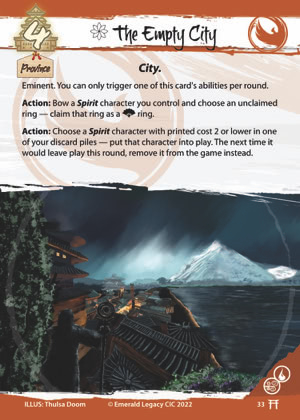 4
The Empty City
Province
City.
Eminent. You can only trigger one of this card's abilities per round.
Action: Bow a Spirit character you control and choose an unclaimed
ring — claim that ring as a ring.
Action: Choose a Spirit character with printed cost 2 or lower in one
of your discard piles — put that character into play. The next time it
would leave play this round, remove it from the game instead.
ILLUS: Thulsa Doom
© Emerald Legacy CIC 2022
33